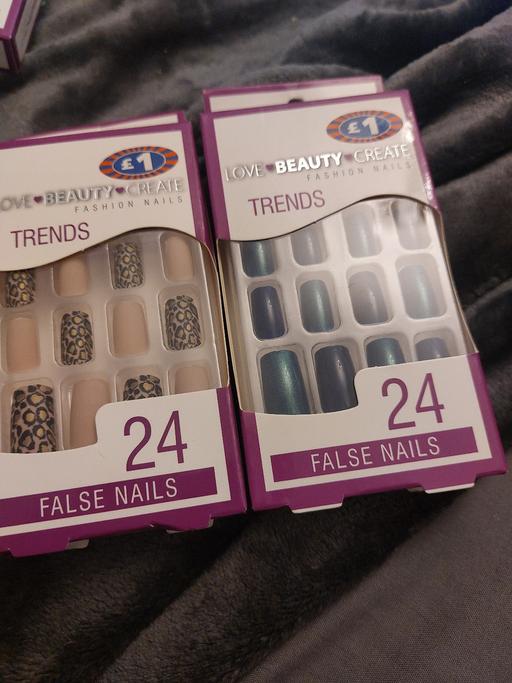 £1
LOVE♥BEAUTY♥CREATE
FASHION NAILS
TRENDS
24
FALSE NAILS
£1
LOVE♥BEAUTY♥CREATE
FASHION NAILS
TRENDS
24
FALSE NAILS